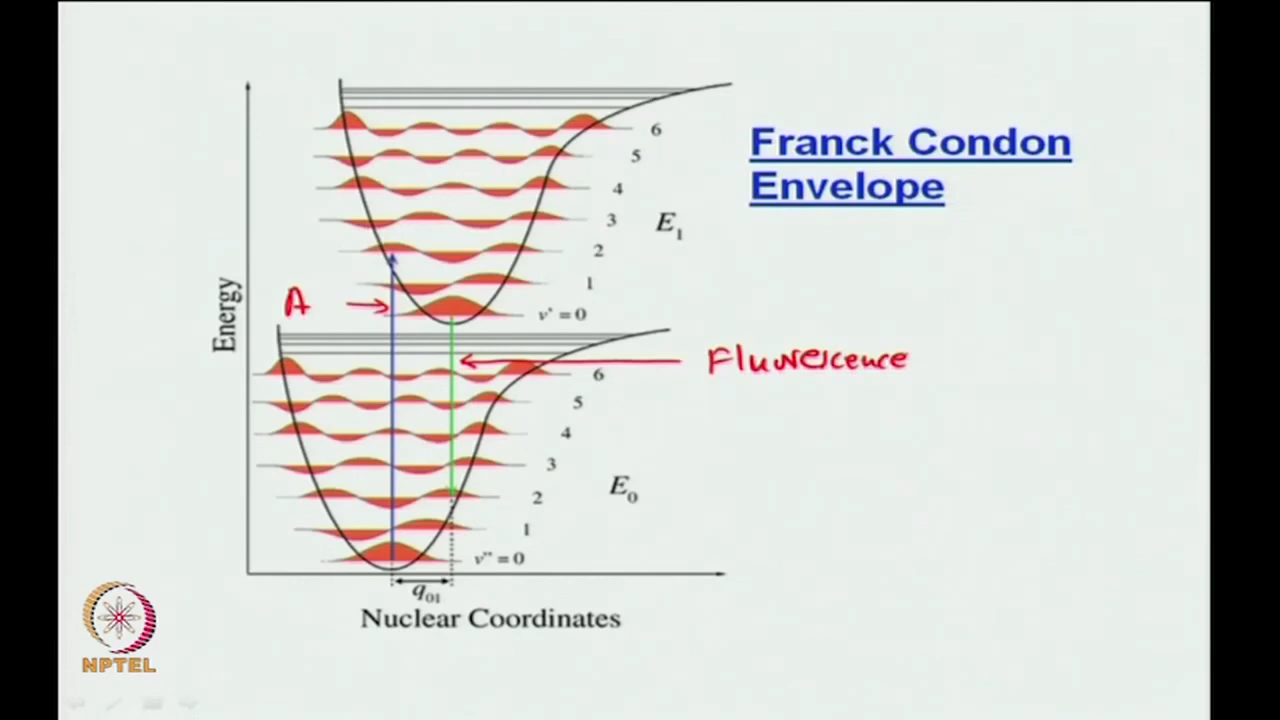 Franck Condon
Envelope
6
5
4
3
E₁
2
1
v' = 0
A
Energy
Fluorescence
6
5
4
3
E₀
2
1
v'' = 0
q₀₁
Nuclear Coordinates
NPTEL